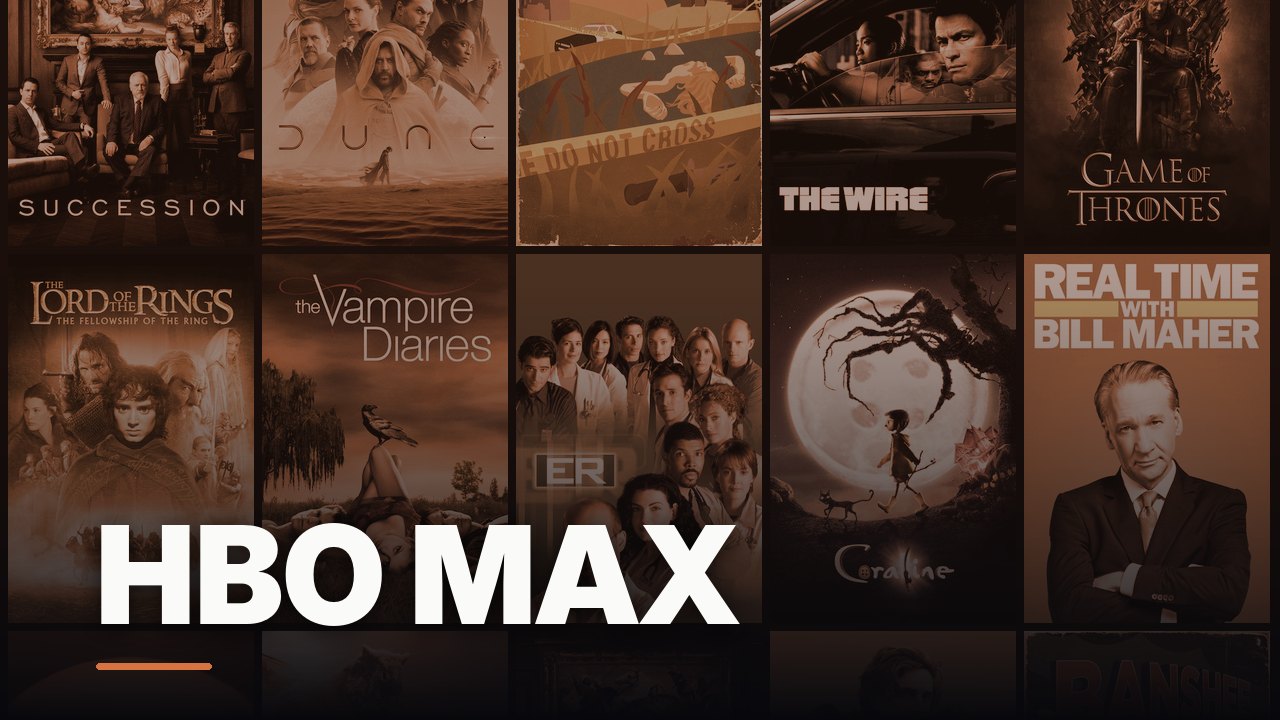 SUCCESSION
DUNE
E DO NOT CROSS
THE WIRE
GAME OF
THRONES
THE
LORD OF THE RINGS
THE FELLOWSHIP OF THE RING
the Vampire
Diaries
ER
Coraline
REAL TIME
WITH
BILL MAHER
HBO MAX
BANSHEE